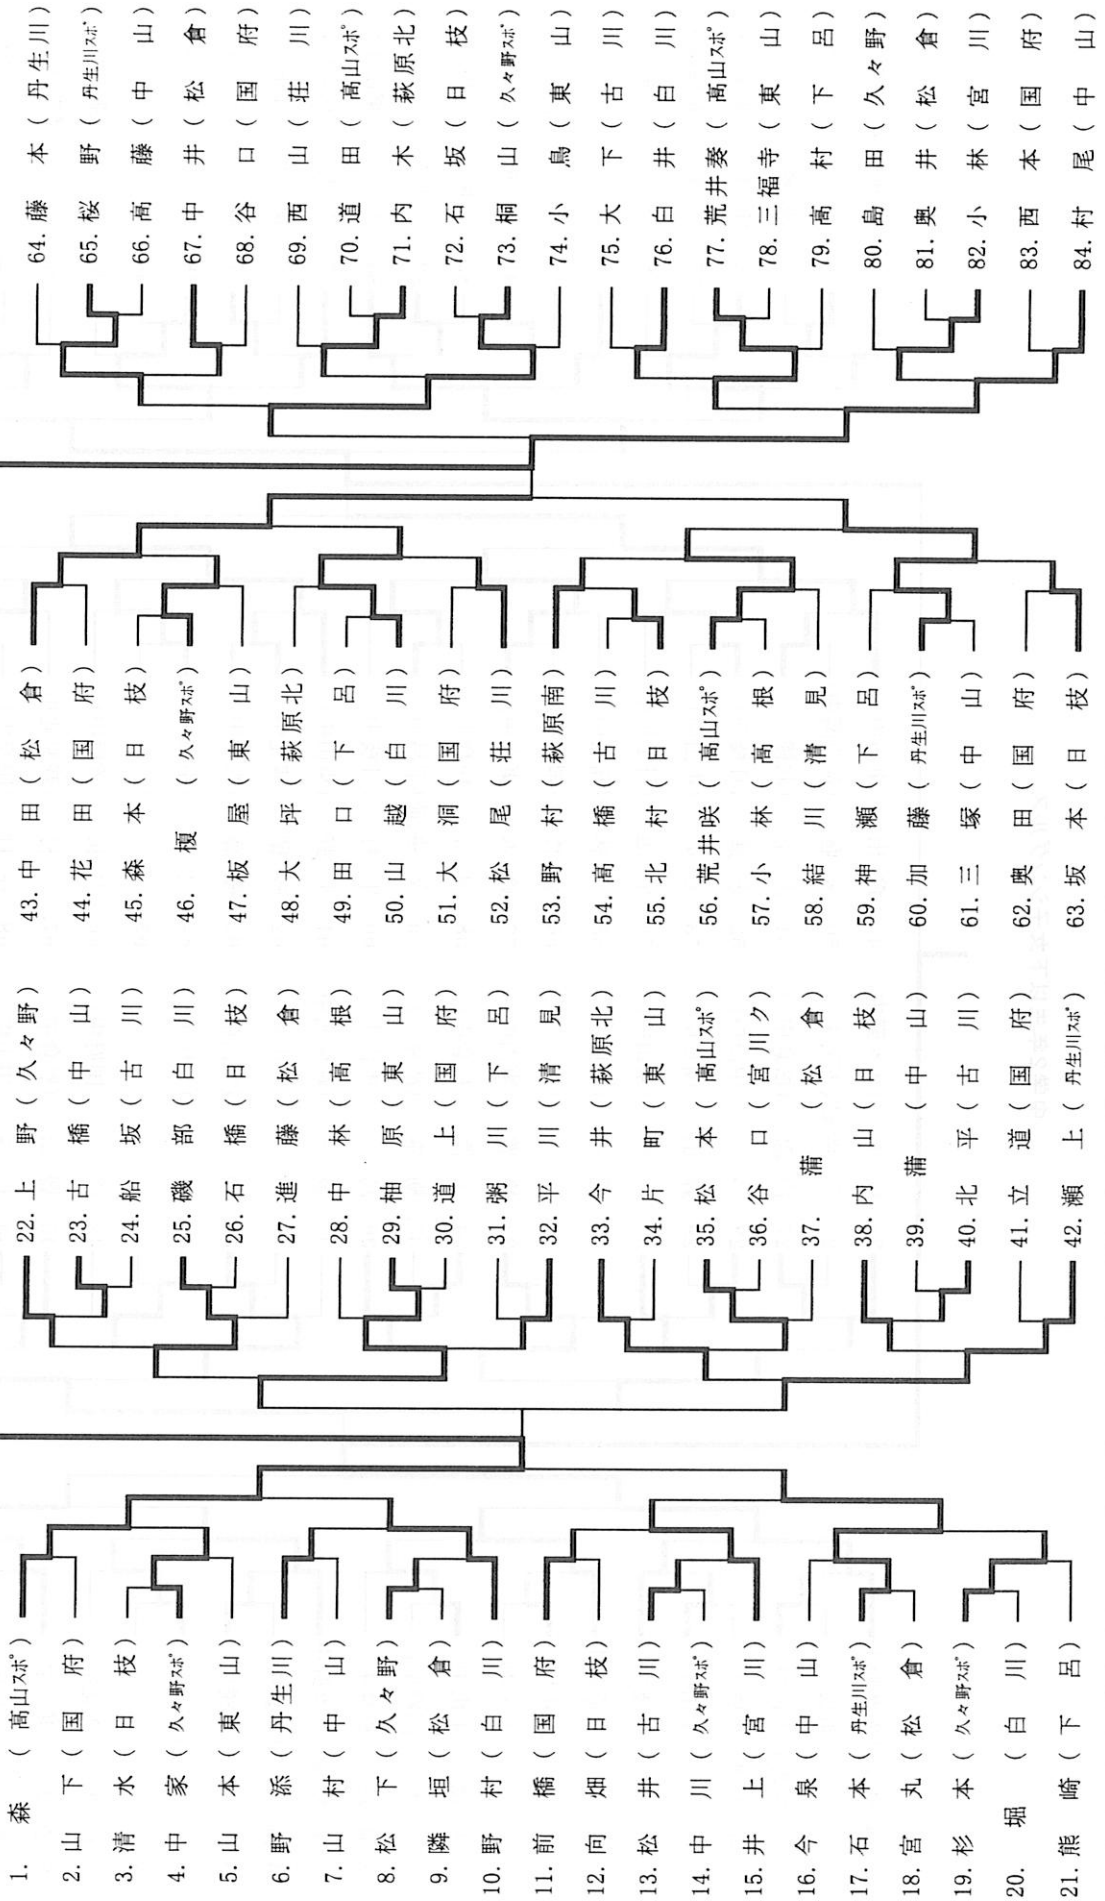 1. 森 ( 高山スポ )
2. 山下 ( 国府 )
3. 清水 ( 日枝 )
4. 中家 ( 久々野スポ )
5. 山本 ( 東山 )
6. 野添 ( 丹生川 )
7. 山村 ( 中山 )
8. 松下 ( 久々野 )
9. 隣垣 ( 松倉 )
10. 野村 ( 白川 )
11. 前橋 ( 国府 )
12. 向畑 ( 日枝 )
13. 松井 ( 古川 )
14. 中川 ( 久々野スポ )
15. 井上 ( 宮川 )
16. 今泉 ( 中山 )
17. 石本 ( 丹生川スポ )
18. 宮丸 ( 松倉 )
19. 杉本 ( 久々野スポ )
20. 堀 ( 白川 )
21. 熊崎 ( 下呂 )
22. 上野 ( 久々野 )
23. 古橋 ( 中山 )
24. 船坂 ( 古川 )
25. 磯部 ( 白川 )
26. 石橋 ( 日枝 )
27. 進藤 ( 松倉 )
28. 中林 ( 高根 )
29. 柚原 ( 東山 )
30. 道上 ( 国府 )
31. 粥川 ( 下呂 )
32. 平川 ( 清見 )
33. 今井 ( 萩原北 )
34. 片町 ( 東山 )
35. 松本 ( 高山スポ )
36. 谷口 ( 宮川ク )
37. 蒲 ( 松倉 )
38. 内山 ( 日枝 )
39. 蒲 ( 中山 )
40. 北平 ( 古川 )
41. 立道 ( 国府 )
42. 瀬上 ( 丹生川スポ )
43. 中田 ( 松倉 )
44. 花田 ( 国府 )
45. 森本 ( 日枝 )
46. 榎 ( 久々野スポ )
47. 板屋 ( 東山 )
48. 大坪 ( 萩原北 )
49. 田口 ( 下呂 )
50. 山越 ( 白川 )
51. 大洞 ( 国府 )
52. 松尾 ( 荘川 )
53. 野村 ( 萩原南 )
54. 高橋 ( 古川 )
55. 北村 ( 日枝 )
56. 荒井咲 ( 高山スポ )
57. 小林 ( 高根 )
58. 結川 ( 清見 )
59. 神瀬 ( 下呂 )
60. 加藤 ( 丹生川スポ )
61. 三塚 ( 中山 )
62. 奥田 ( 国府 )
63. 坂本 ( 日枝 )
64. 藤本 ( 丹生川 )
65. 桜野 ( 丹生川スポ )
66. 高藤 ( 中山 )
67. 中井 ( 松倉 )
68. 谷口 ( 国府 )
69. 西山 ( 荘川 )
70. 道田 ( 高山スポ )
71. 内木 ( 萩原北 )
72. 石坂 ( 日枝 )
73. 桐山 ( 久々野スポ )
74. 小鳥 ( 東山 )
75. 大下 ( 古川 )
76. 白井 ( 白川 )
77. 荒井奏 ( 高山スポ )
78. 三福寺 ( 東山 )
79. 高村 ( 下呂 )
80. 島田 ( 久々野 )
81. 奥井 ( 松倉 )
82. 小林 ( 宮川 )
83. 西本 ( 国府 )
84. 村尾 ( 中山 )